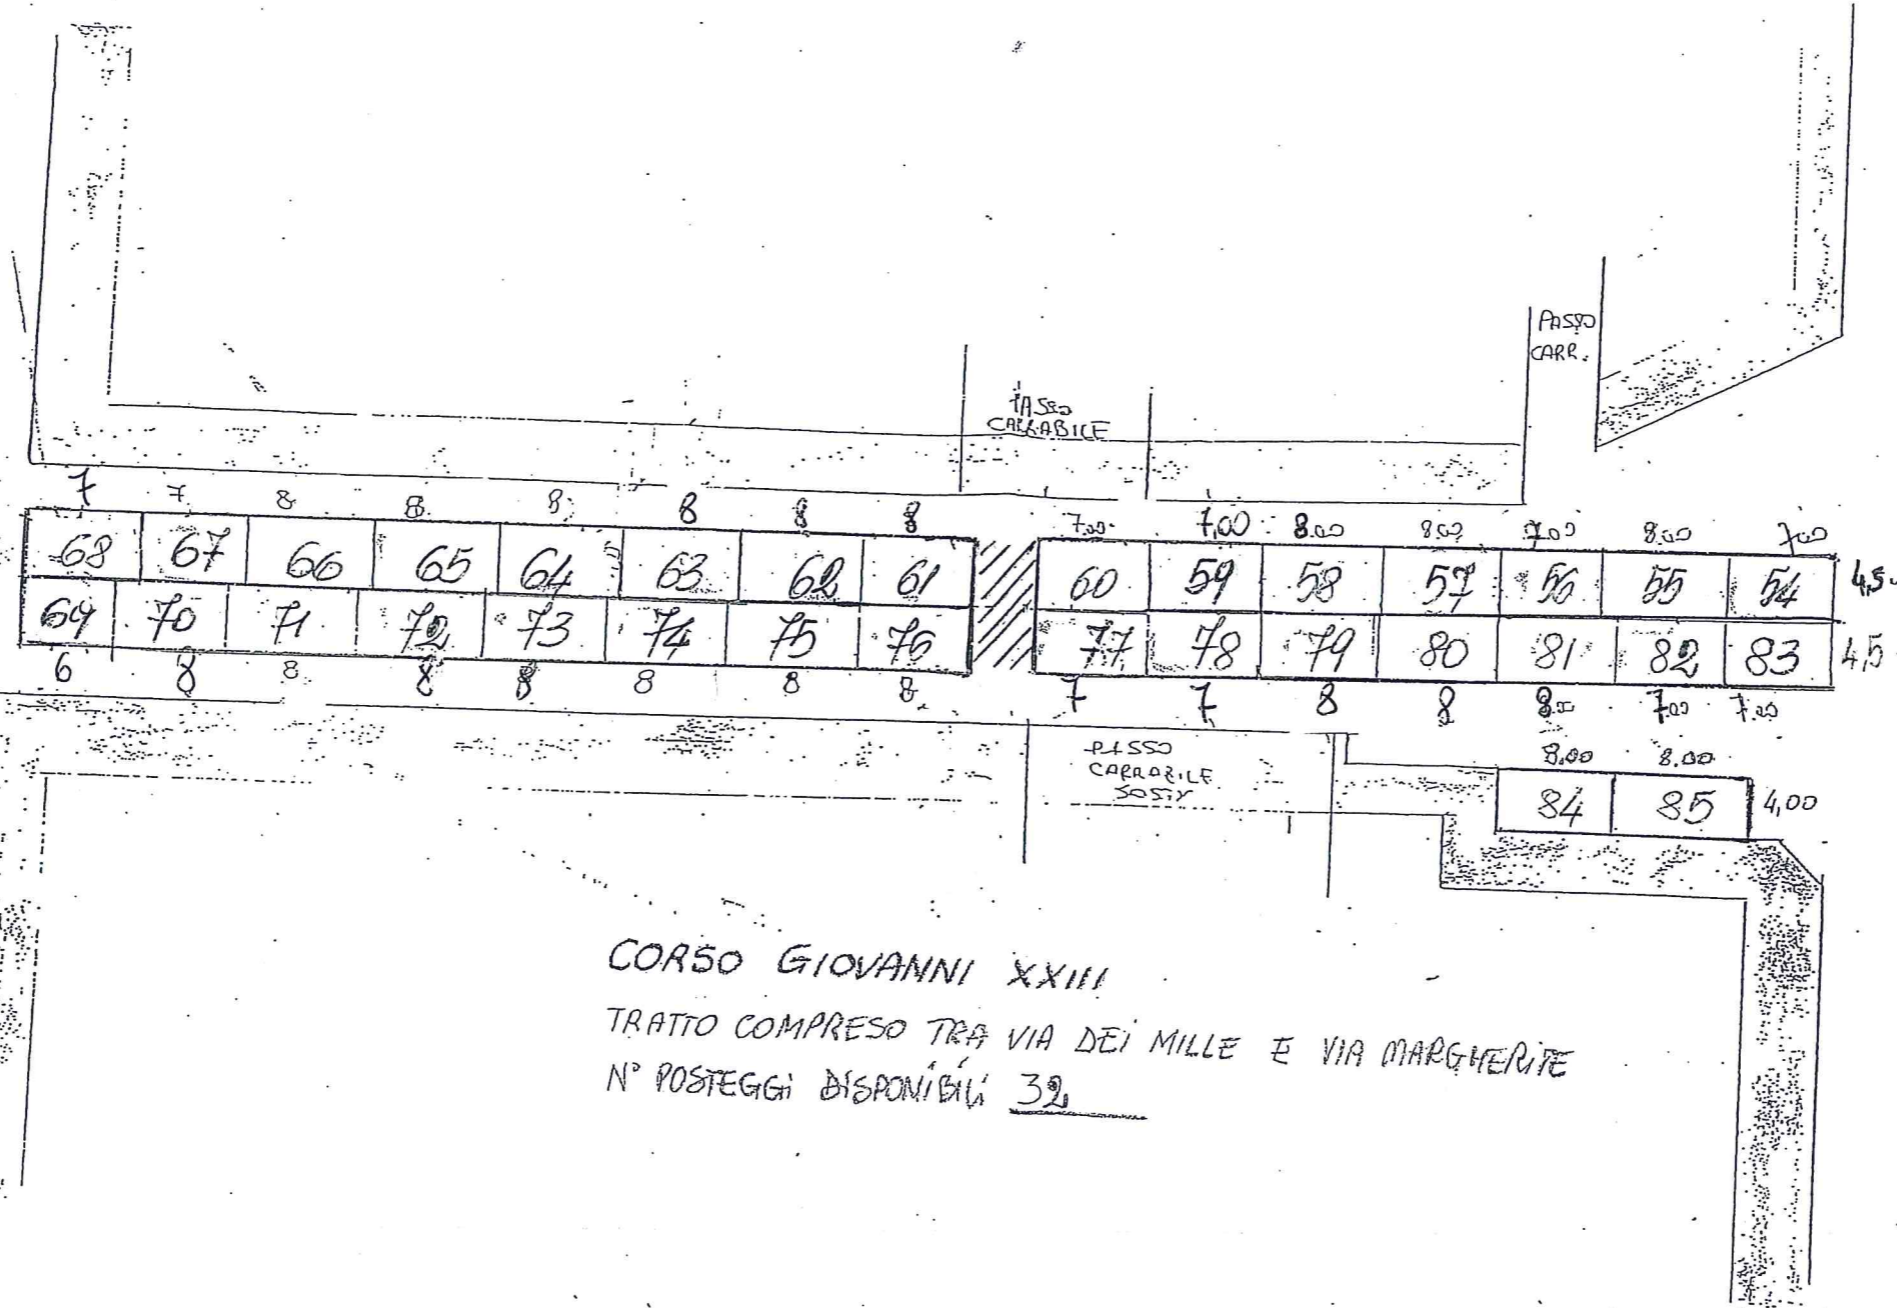 PASSO
CARR.
PASSO
CARRABILE
7 7 8 8 8 8 8 8 7,00 7,00 8.00 8,00 7.00 8.00 7,00
68 67 66 65 64 63 62 61 60 59 58 57 56 55 54 4,5
69 70 71 72 73 74 75 76 77 78 79 80 81 82 83 4,5
6 8 8 8 8 8 8 8 7 7 8 8 8.00 7,00 7.00
PASSO
CARRABILE
8,00 8.00
84 85 4,00
CORSO GIOVANNI XXIII
TRATTO COMPRESO TRA VIA DEI MILLE E VIA MARGHERITE
N° POSTEGGI DISPONIBILI 32